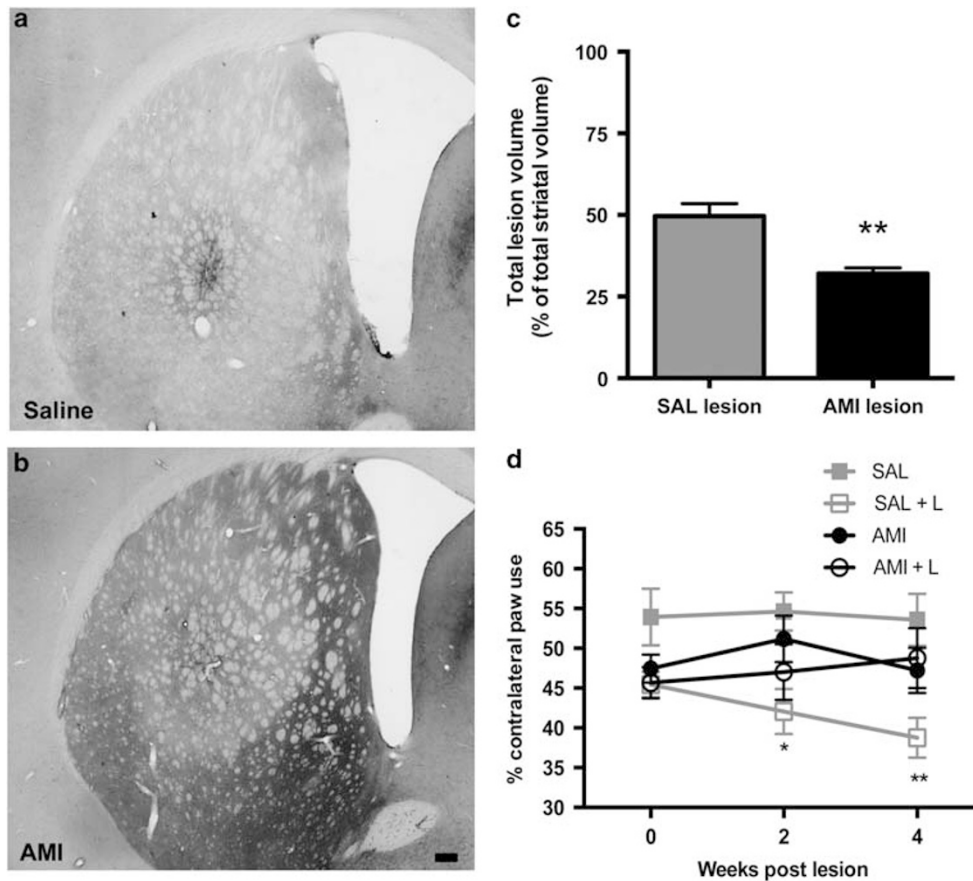 a
Saline
b
AMI
c
Total lesion volume
(% of total striatal volume)
100
75
50
25
0
**
SAL lesion
AMI lesion
d
SAL
SAL + L
AMI
AMI + L
% contralateral paw use
65
60
55
50
45
40
35
30
*
**
0
2
4
Weeks post lesion